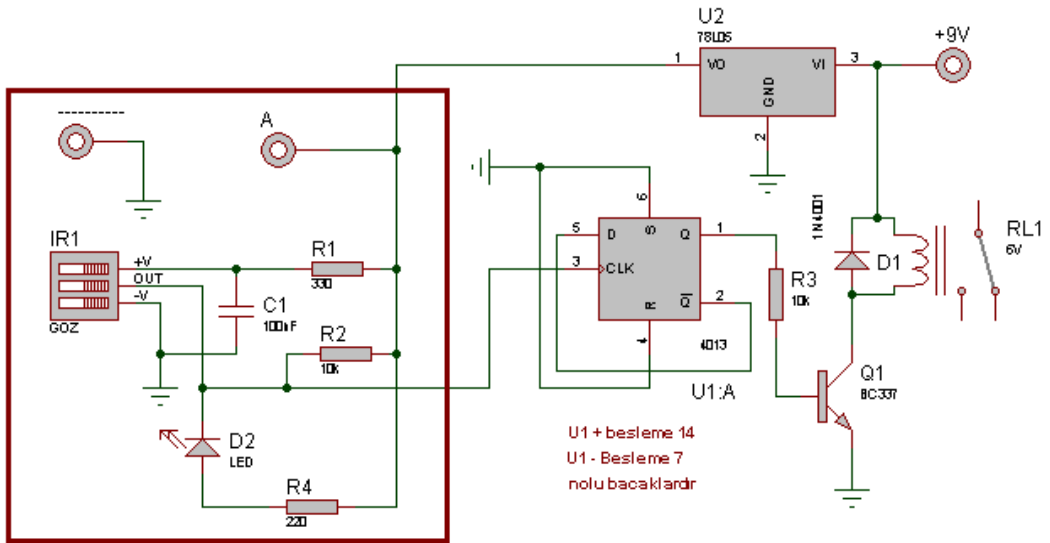 U2
78L05
+9V
1
VO
VI
3
GND
2
----------
A
IR1
+V
OUT
-V
GOZ
R1
330
C1
100nF
R2
10k
D2
LED
R4
220
6
5
D
S
Q
1
3
CLK
R
Q
2
4
4013
U1:A
R3
10k
1N4001
D1
RL1
6V
Q1
BC337
U1 + besleme 14
U1 - Besleme 7
nolu bacaklardır